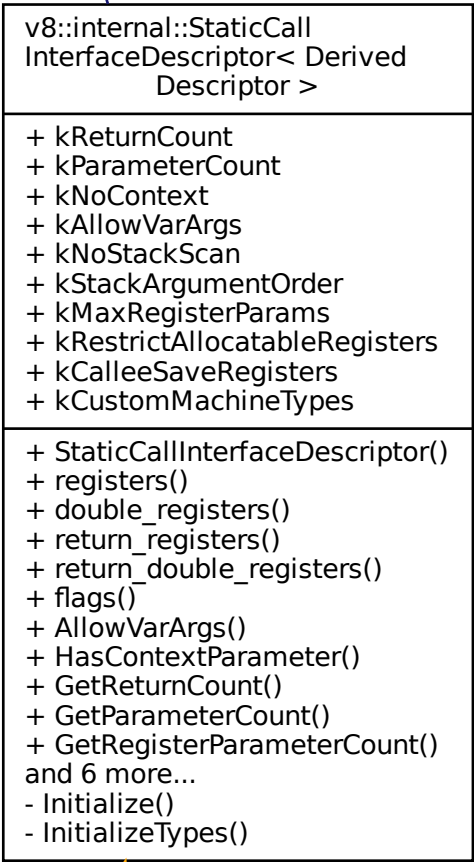 v8::internal::StaticCall
InterfaceDescriptor< Derived
Descriptor >
+ kReturnCount
+ kParameterCount
+ kNoContext
+ kAllowVarArgs
+ kNoStackScan
+ kStackArgumentOrder
+ kMaxRegisterParams
+ kRestrictAllocatableRegisters
+ kCalleeSaveRegisters
+ kCustomMachineTypes
+ StaticCallInterfaceDescriptor()
+ registers()
+ double_registers()
+ return_registers()
+ return_double_registers()
+ flags()
+ AllowVarArgs()
+ HasContextParameter()
+ GetReturnCount()
+ GetParameterCount()
+ GetRegisterParameterCount()
and 6 more...
- Initialize()
- InitializeTypes()